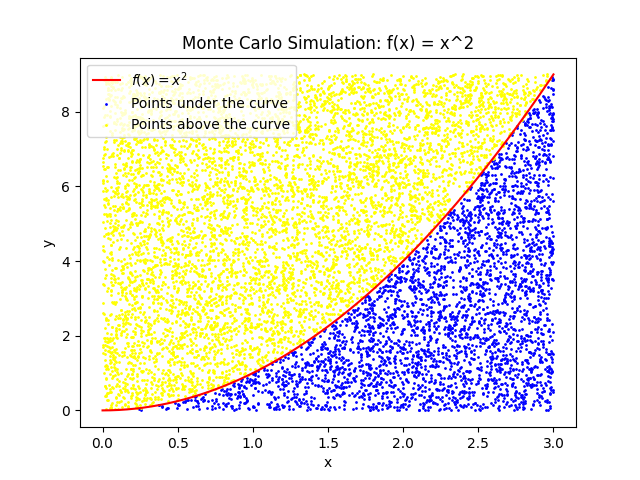 Monte Carlo Simulation: f(x) = x^2
f(x) = x²
Points under the curve
Points above the curve
y
8
6
4
2
0
0.0 0.5 1.0 1.5 2.0 2.5 3.0
x